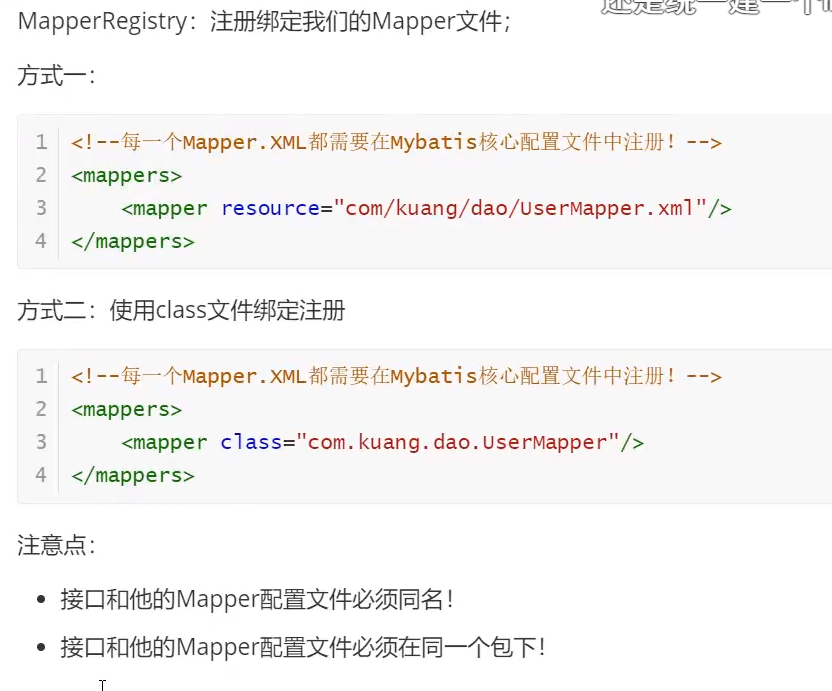 MapperRegistry：注册绑定我们的Mapper文件；
方式一：
1 <!--每一个Mapper.XML都需要在Mybatis核心配置文件中注册！-->
2 <mappers>
3     <mapper resource="com/kuang/dao/UserMapper.xml"/>
4 </mappers>
方式二：使用class文件绑定注册
1 <!--每一个Mapper.XML都需要在Mybatis核心配置文件中注册！-->
2 <mappers>
3     <mapper class="com.kuang.dao.UserMapper"/>
4 </mappers>
注意点：
• 接口和他的Mapper配置文件必须同名！
• 接口和他的Mapper配置文件必须在同一个包下！